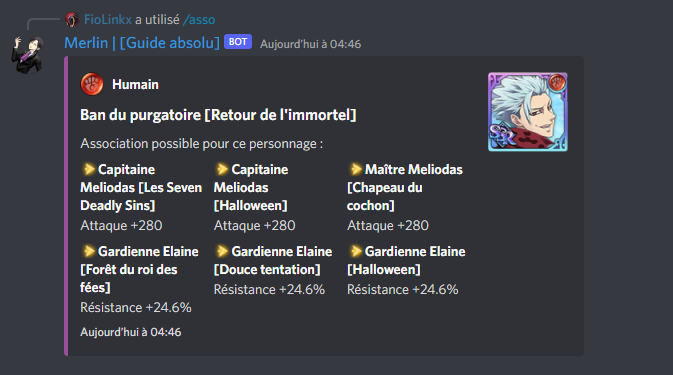 FioLinkx a utilisé /asso
Merlin | [Guide absolu] BOT Aujourd'hui à 04:46
Humain
Ban du purgatoire [Retour de l'immortel]
SSR
Association possible pour ce personnage :
Capitaine
Meliodas [Les Seven
Deadly Sins]
Attaque +280
Capitaine
Meliodas
[Halloween]
Attaque +280
Maître Meliodas
[Chapeau du
cochon]
Attaque +280
Gardienne Elaine
[Forêt du roi des
fées]
Résistance +24.6%
Gardienne Elaine
[Douce tentation]
Résistance +24.6%
Gardienne Elaine
[Halloween]
Résistance +24.6%
Aujourd'hui à 04:46